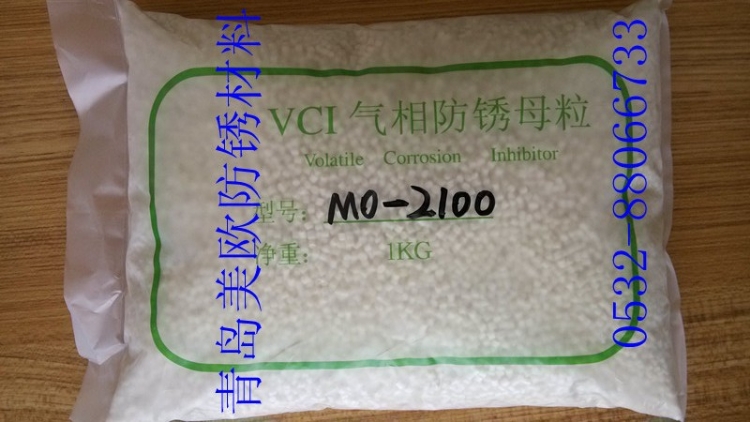 VCI 气相防锈母粒
Volatile Corrosion Inhibitor
型号: MO-2100
净重: 1KG
青岛美欧防锈材料
0532-88066733